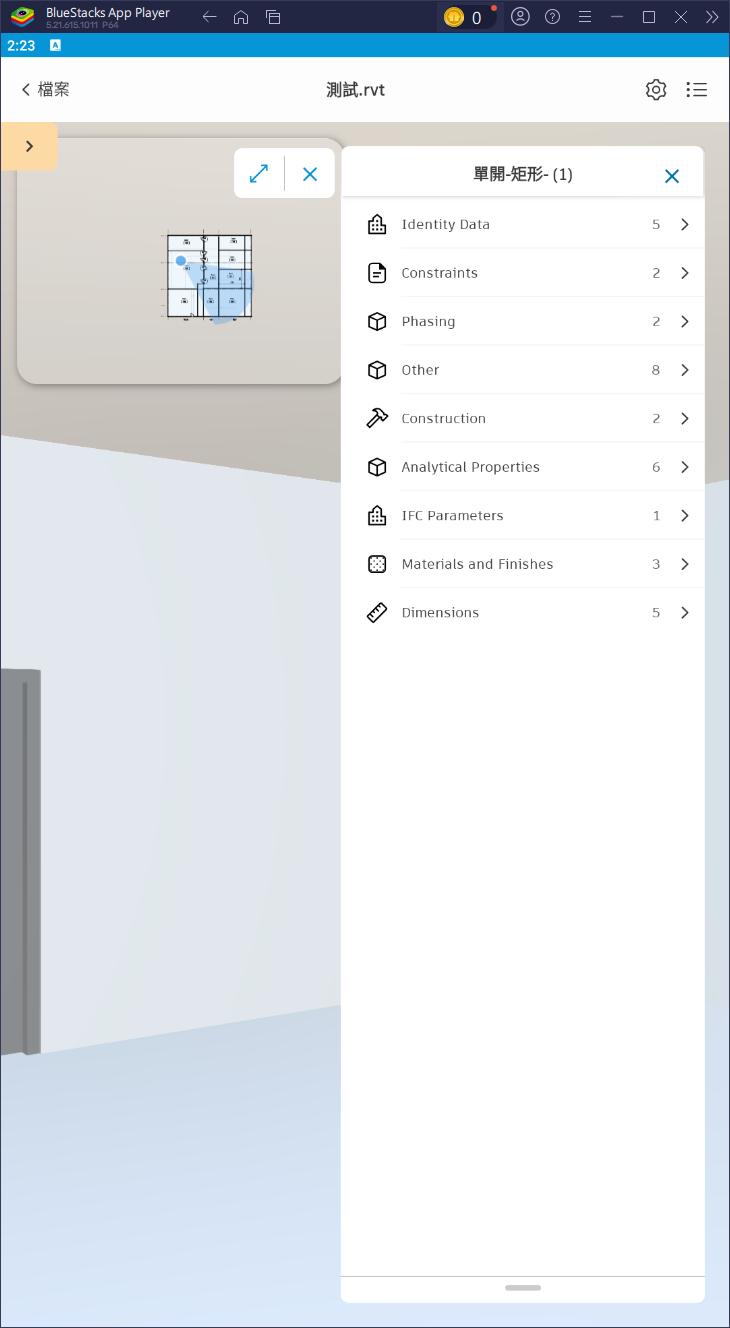 BlueStacks App Player
5.21.615.1011 P64
0
2:23
A
檔案
測試.rvt
單開-矩形- (1)
Identity Data 5
Constraints 2
Phasing 2
Other 8
Construction 2
Analytical Properties 6
IFC Parameters 1
Materials and Finishes 3
Dimensions 5